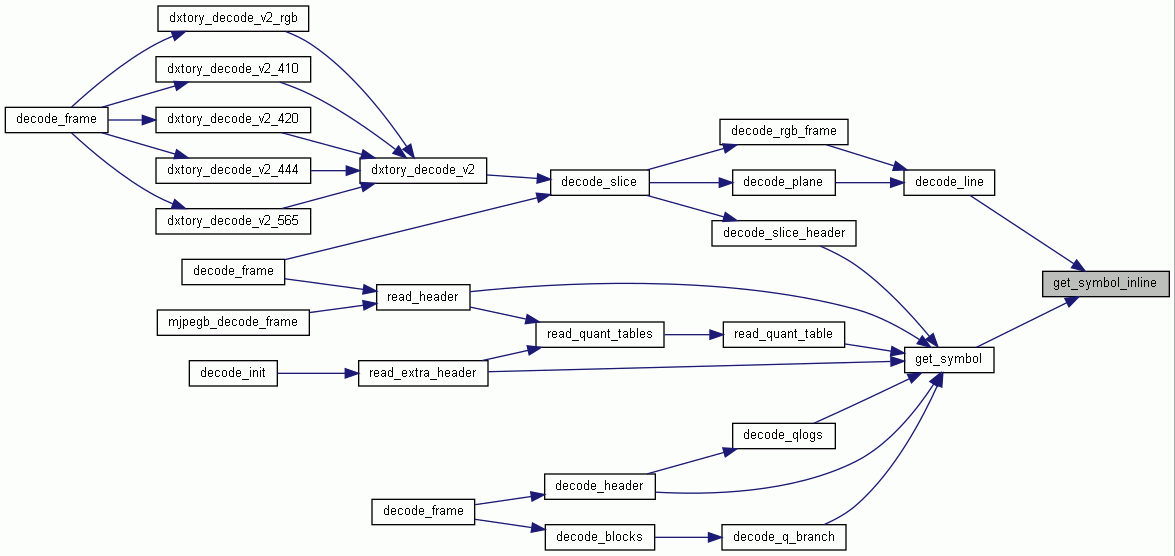 dxtory_decode_v2_rgb
dxtory_decode_v2_410
decode_frame
dxtory_decode_v2_420
decode_rgb_frame
dxtory_decode_v2_444
dxtory_decode_v2
decode_slice
decode_plane
decode_line
dxtory_decode_v2_565
decode_slice_header
decode_frame
get_symbol_inline
read_header
mjpegb_decode_frame
read_quant_tables
read_quant_table
get_symbol
decode_init
read_extra_header
decode_qlogs
decode_header
decode_frame
decode_blocks
decode_q_branch